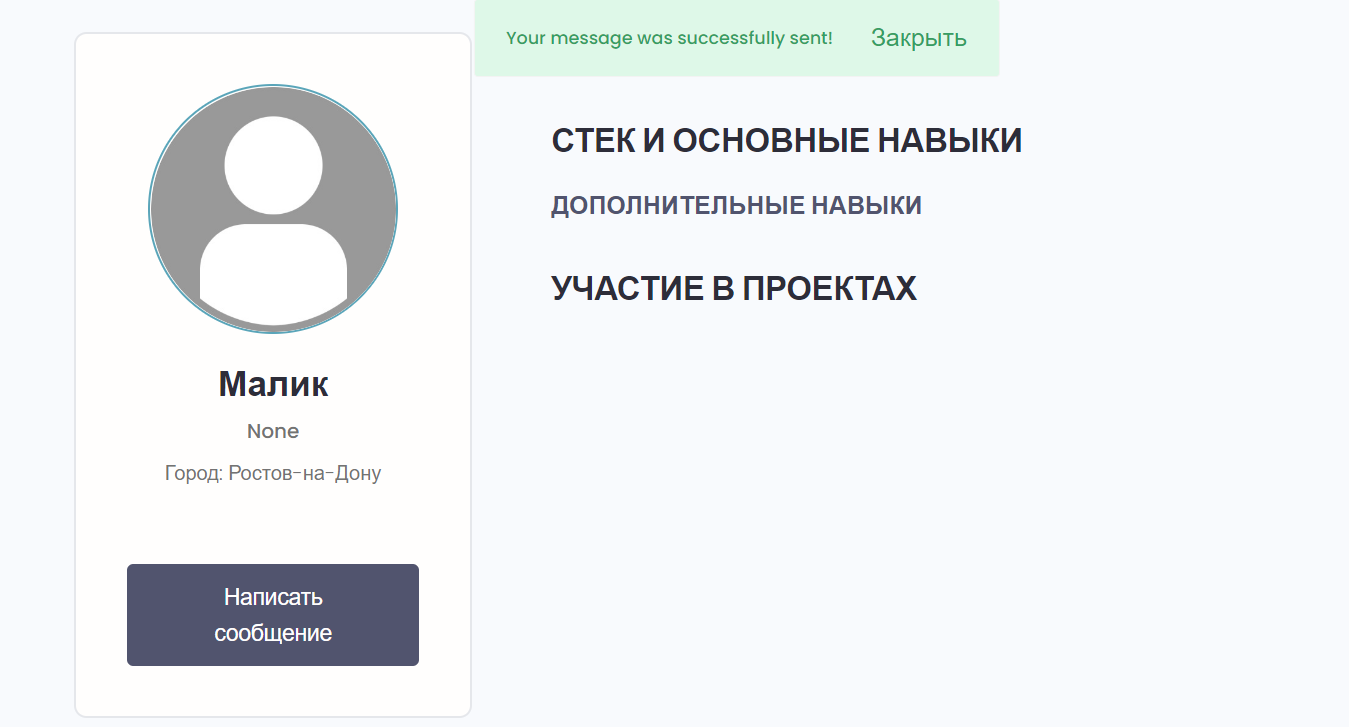 Your message was successfully sent!
Закрыть
СТЕК И ОСНОВНЫЕ НАВЫКИ
ДОПОЛНИТЕЛЬНЫЕ НАВЫКИ
УЧАСТИЕ В ПРОЕКТАХ
Малик
None
Город: Ростов-на-Дону
Написать
сообщение